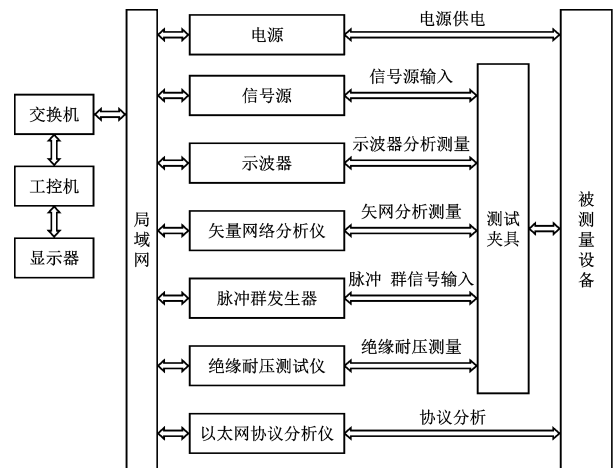 电源
电源供电
信号源
信号源输入
交换机
示波器
示波器分析测量
工控机
矢量网络分析仪
矢网分析测量
显示器
局域网
脉冲群发生器
脉冲 群信号输入
测试
夹具
被测量设备
绝缘耐压测试仪
绝缘耐压测量
以太网协议分析仪
协议分析